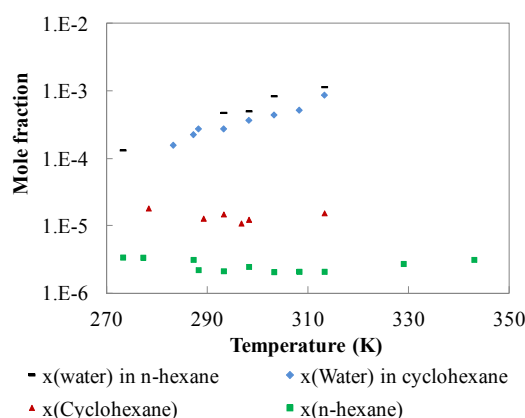 1.E-2
1.E-3
1.E-4
1.E-5
1.E-6
Mole fraction
270 290 310 330 350
Temperature (K)
x(water) in n-hexane x(Water) in cyclohexane
x(Cyclohexane) x(n-hexane)